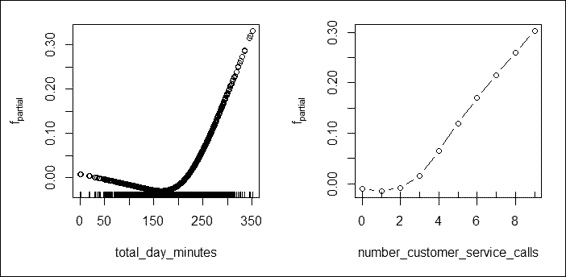 f partial
0.00 0.10 0.20 0.30
0 50 150 250 350
total_day_minutes
f partial
0.00 0.10 0.20 0.30
0 2 4 6 8
number_customer_service_calls